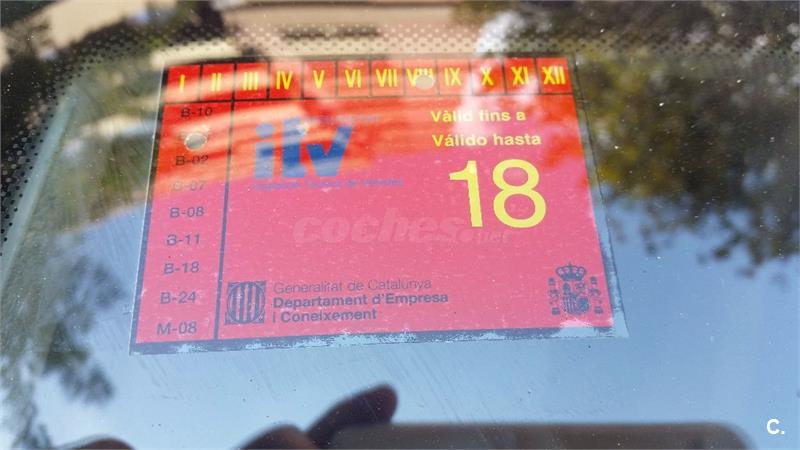 I II III IV V VI VII VIII IX X XI XII
B-10
Vàlid fins a
Válido hasta
itv
B-02
B-07
18
B-08
coches.net
B-11
B-18
B-24
Generalitat de Catalunya
Departament d'Empresa
i Coneixement
M-08
C.